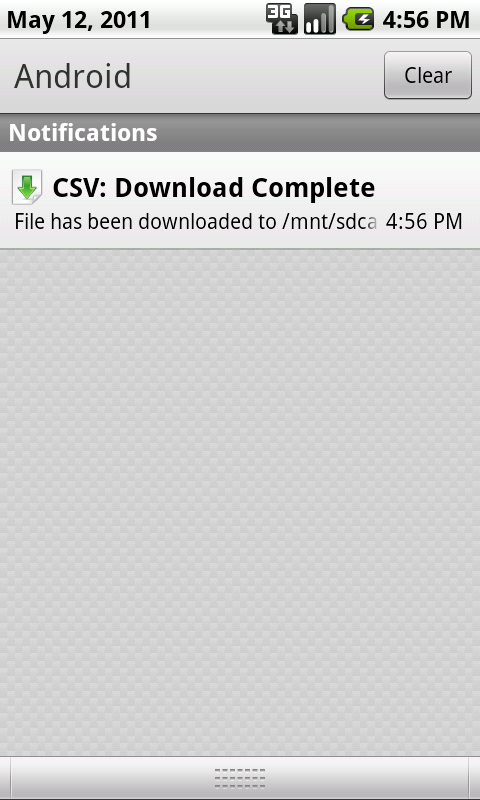 May 12, 2011 3G 4:56 PM
Android Clear
Notifications
CSV: Download Complete
File has been downloaded to /mnt/sdca 4:56 PM